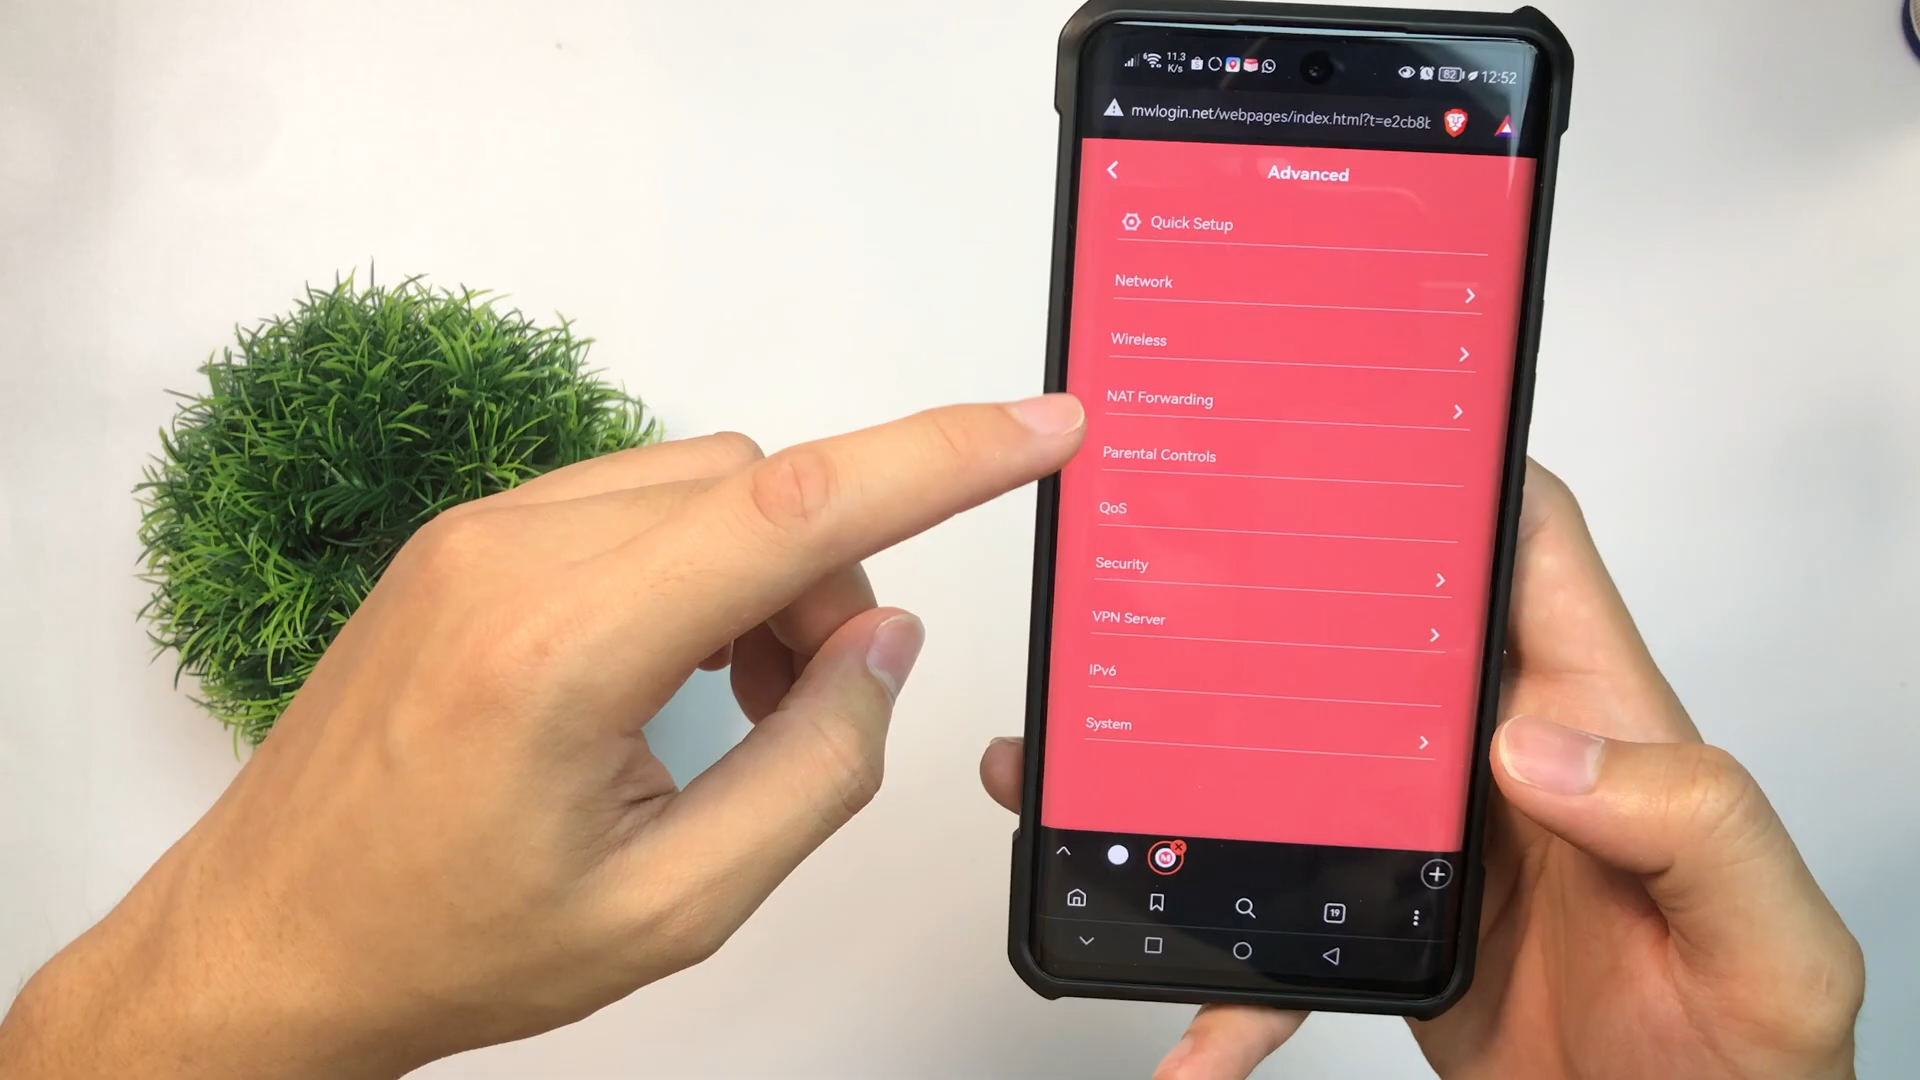 11.3
K/s
82
12:52
mwlogin.net/webpages/index.html?t=e2cb8b
Advanced
Quick Setup
Network
Wireless
NAT Forwarding
Parental Controls
QoS
Security
VPN Server
IPv6
System
M
19